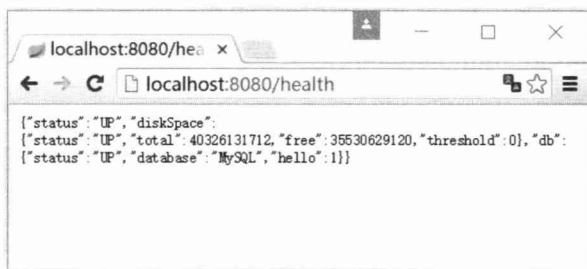 localhost:8080/hea
localhost:8080/health
{"status":"UP","diskSpace":
{"status":"UP","total":40326131712,"free":35530629120,"threshold":0},"db":
{"status":"UP","database":"MySQL","hello":1}}